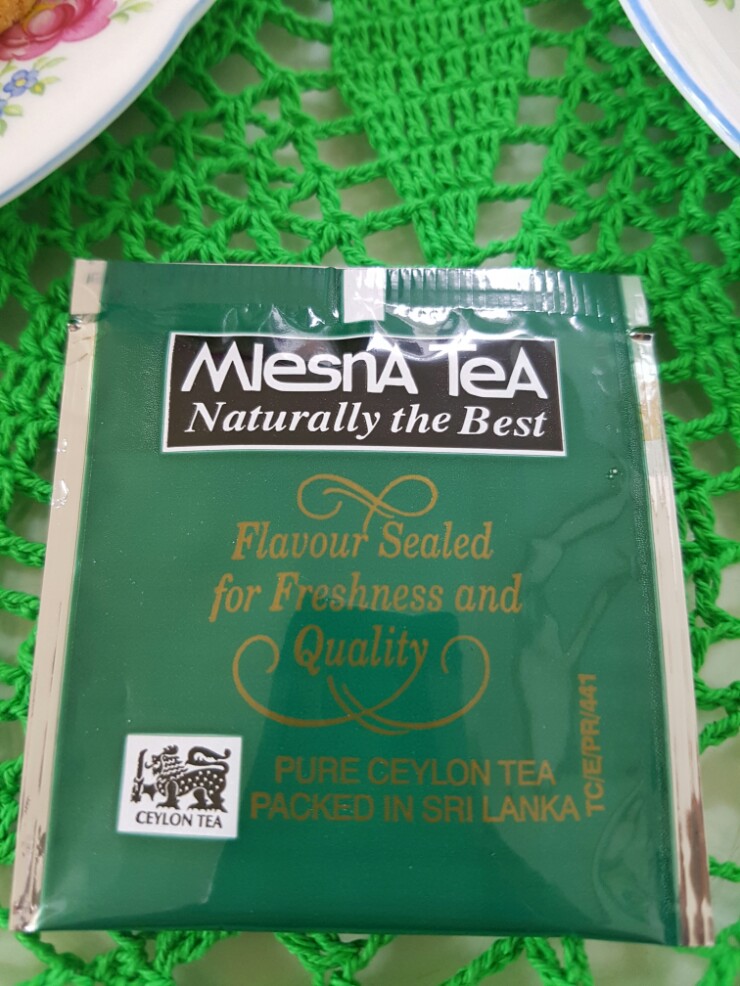 MlesnA TeA
Naturally the Best
Flavour Sealed
for Freshness and
Quality
PURE CEYLON TEA
PACKED IN SRI LANKA
TC/E/PR/441
CEYLON TEA